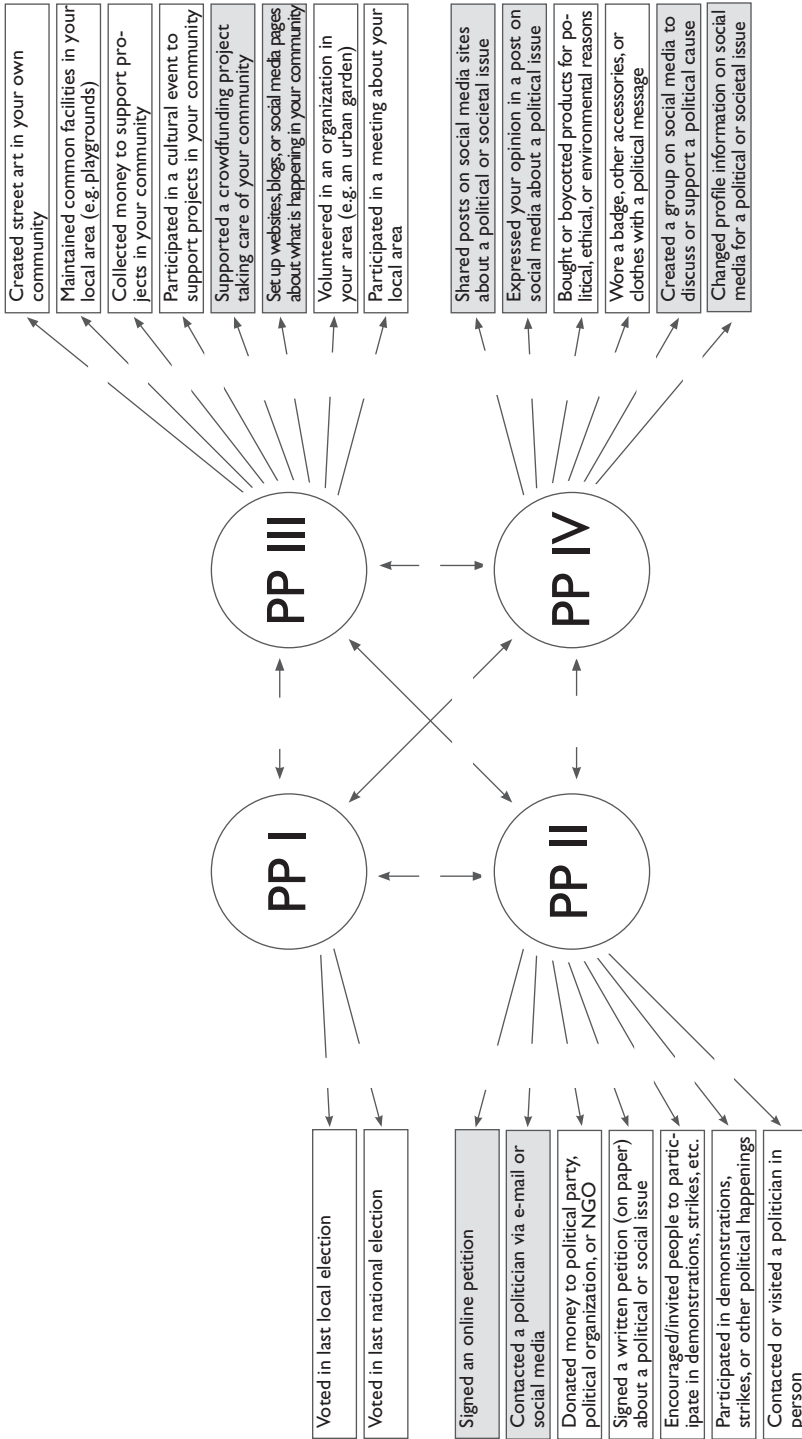 Voted in last local election
Voted in last national election
Signed an online petition
Contacted a politician via e-mail or
social media
Donated money to political party,
political organization, or NGO
Signed a written petition (on paper)
about a political or social issue
Encouraged/invited people to partic-
ipate in demonstrations, strikes, etc.
Participated in demonstrations,
strikes, or other political happenings
Contacted or visited a politician in
person
PP I
PP II
PP III
PP IV
Created street art in your own
community
Maintained common facilities in your
local area (e.g. playgrounds)
Collected money to support pro-
jects in your community
Participated in a cultural event to
support projects in your community
Supported a crowdfunding project
taking care of your community
Set up websites, blogs, or social media pages
about what is happening in your community
Volunteered in an organization in
your area (e.g. an urban garden)
Participated in a meeting about your
local area
Shared posts on social media sites
about a political or societal issue
Expressed your opinion in a post on
social media about a political issue
Bought or boycotted products for po-
litical, ethical, or environmental reasons
Wore a badge, other accessories, or
clothes with a political message
Created a group on social media to
discuss or support a political cause
Changed profile information on social
media for a political or societal issue